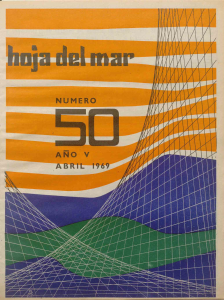 hoja del mar
NUMERO
50
AÑO V
ABRIL 1969